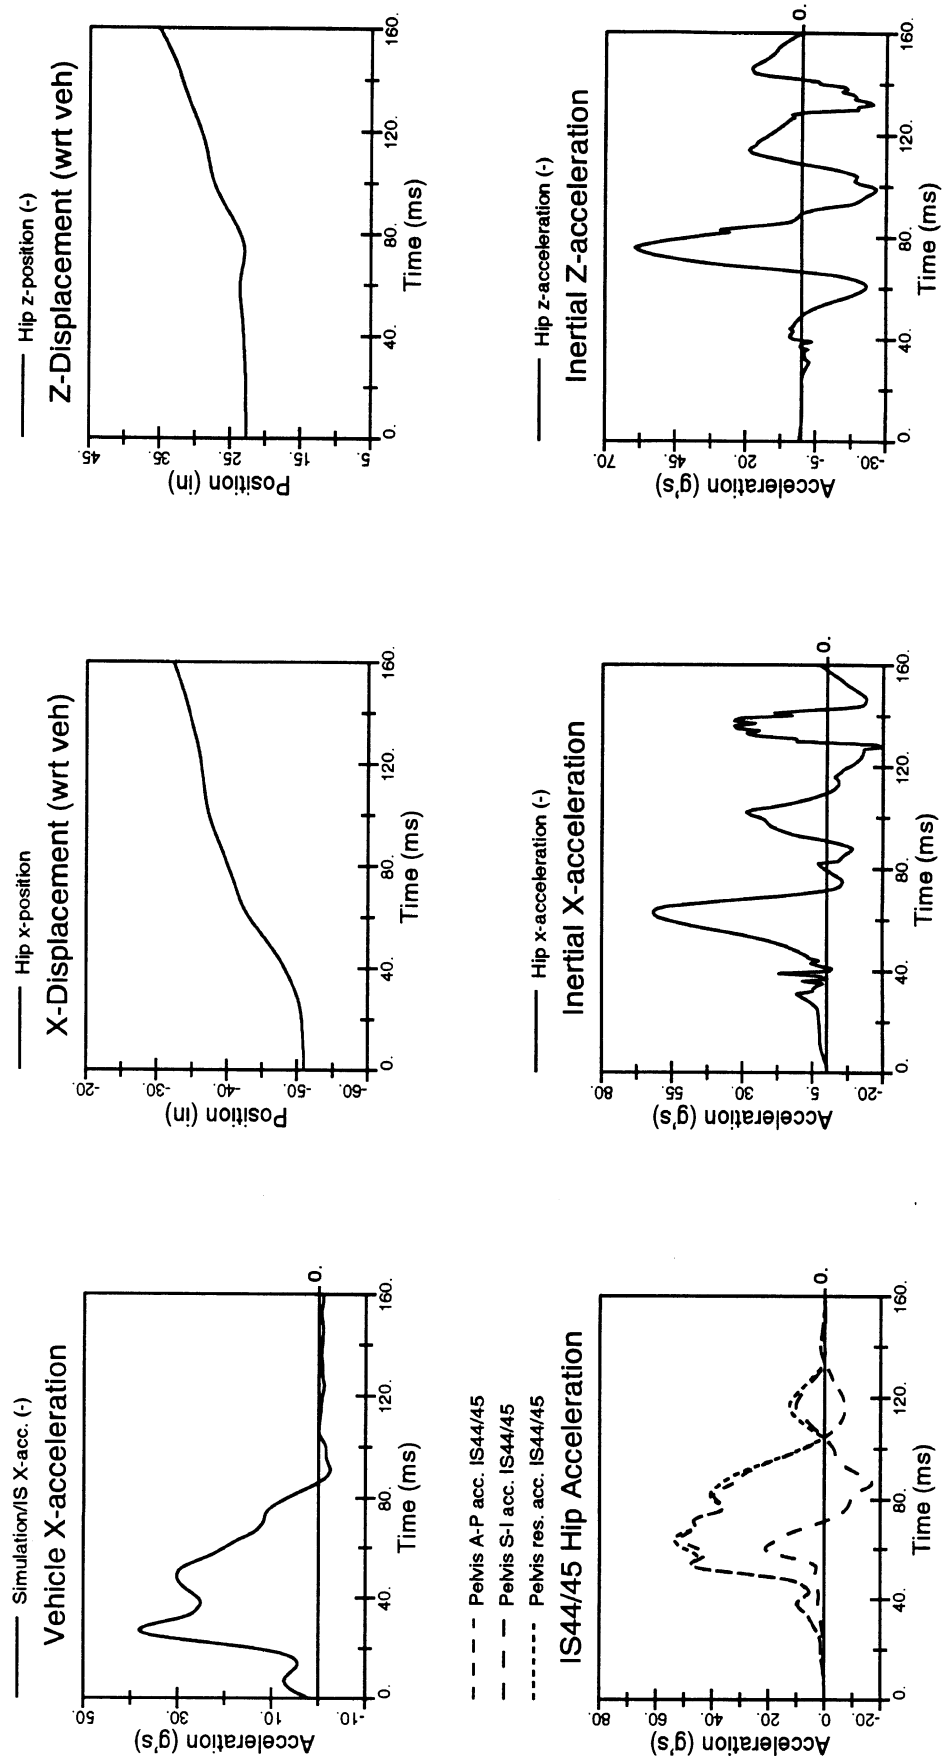 Simulation/IS X-acc. (-)
Vehicle X-acceleration
50.
30.
10.
-10.
Acceleration (g's)
0.
0.
40.
80.
120.
160.
Time (ms)
Hip x-position
X-Displacement (wrt veh)
-20.
-30.
-40.
-50.
-60.
Position (in)
0.
40.
80.
120.
160.
Time (ms)
Hip z-position (-)
Z-Displacement (wrt veh)
45.
35.
25.
15.
5.
Position (in)
0.
40.
80.
120.
160.
Time (ms)
Pelvis A-P acc. IS44/45
Pelvis S-I acc. IS44/45
Pelvis res. acc. IS44/45
IS44/45 Hip Acceleration
80.
60.
40.
20.
0.
-20.
Acceleration (g's)
0.
0.
40.
80.
120.
160.
Time (ms)
Hip x-acceleration (-)
Inertial X-acceleration
80.
55.
30.
5.
-20.
Acceleration (g's)
0.
0.
40.
80.
120.
160.
Time (ms)
Hip z-acceleration (-)
Inertial Z-acceleration
70.
45.
20.
-5.
-30.
Acceleration (g's)
0.
0.
40.
80.
120.
160.
Time (ms)